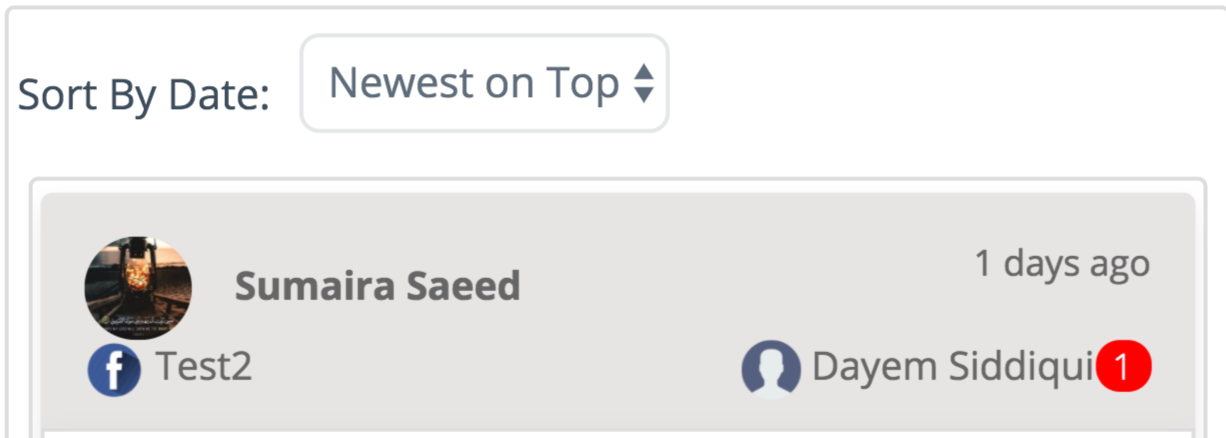 Sort By Date: Newest on Top
Sumaira Saeed
1 days ago
Test2
Dayem Siddiqui 1